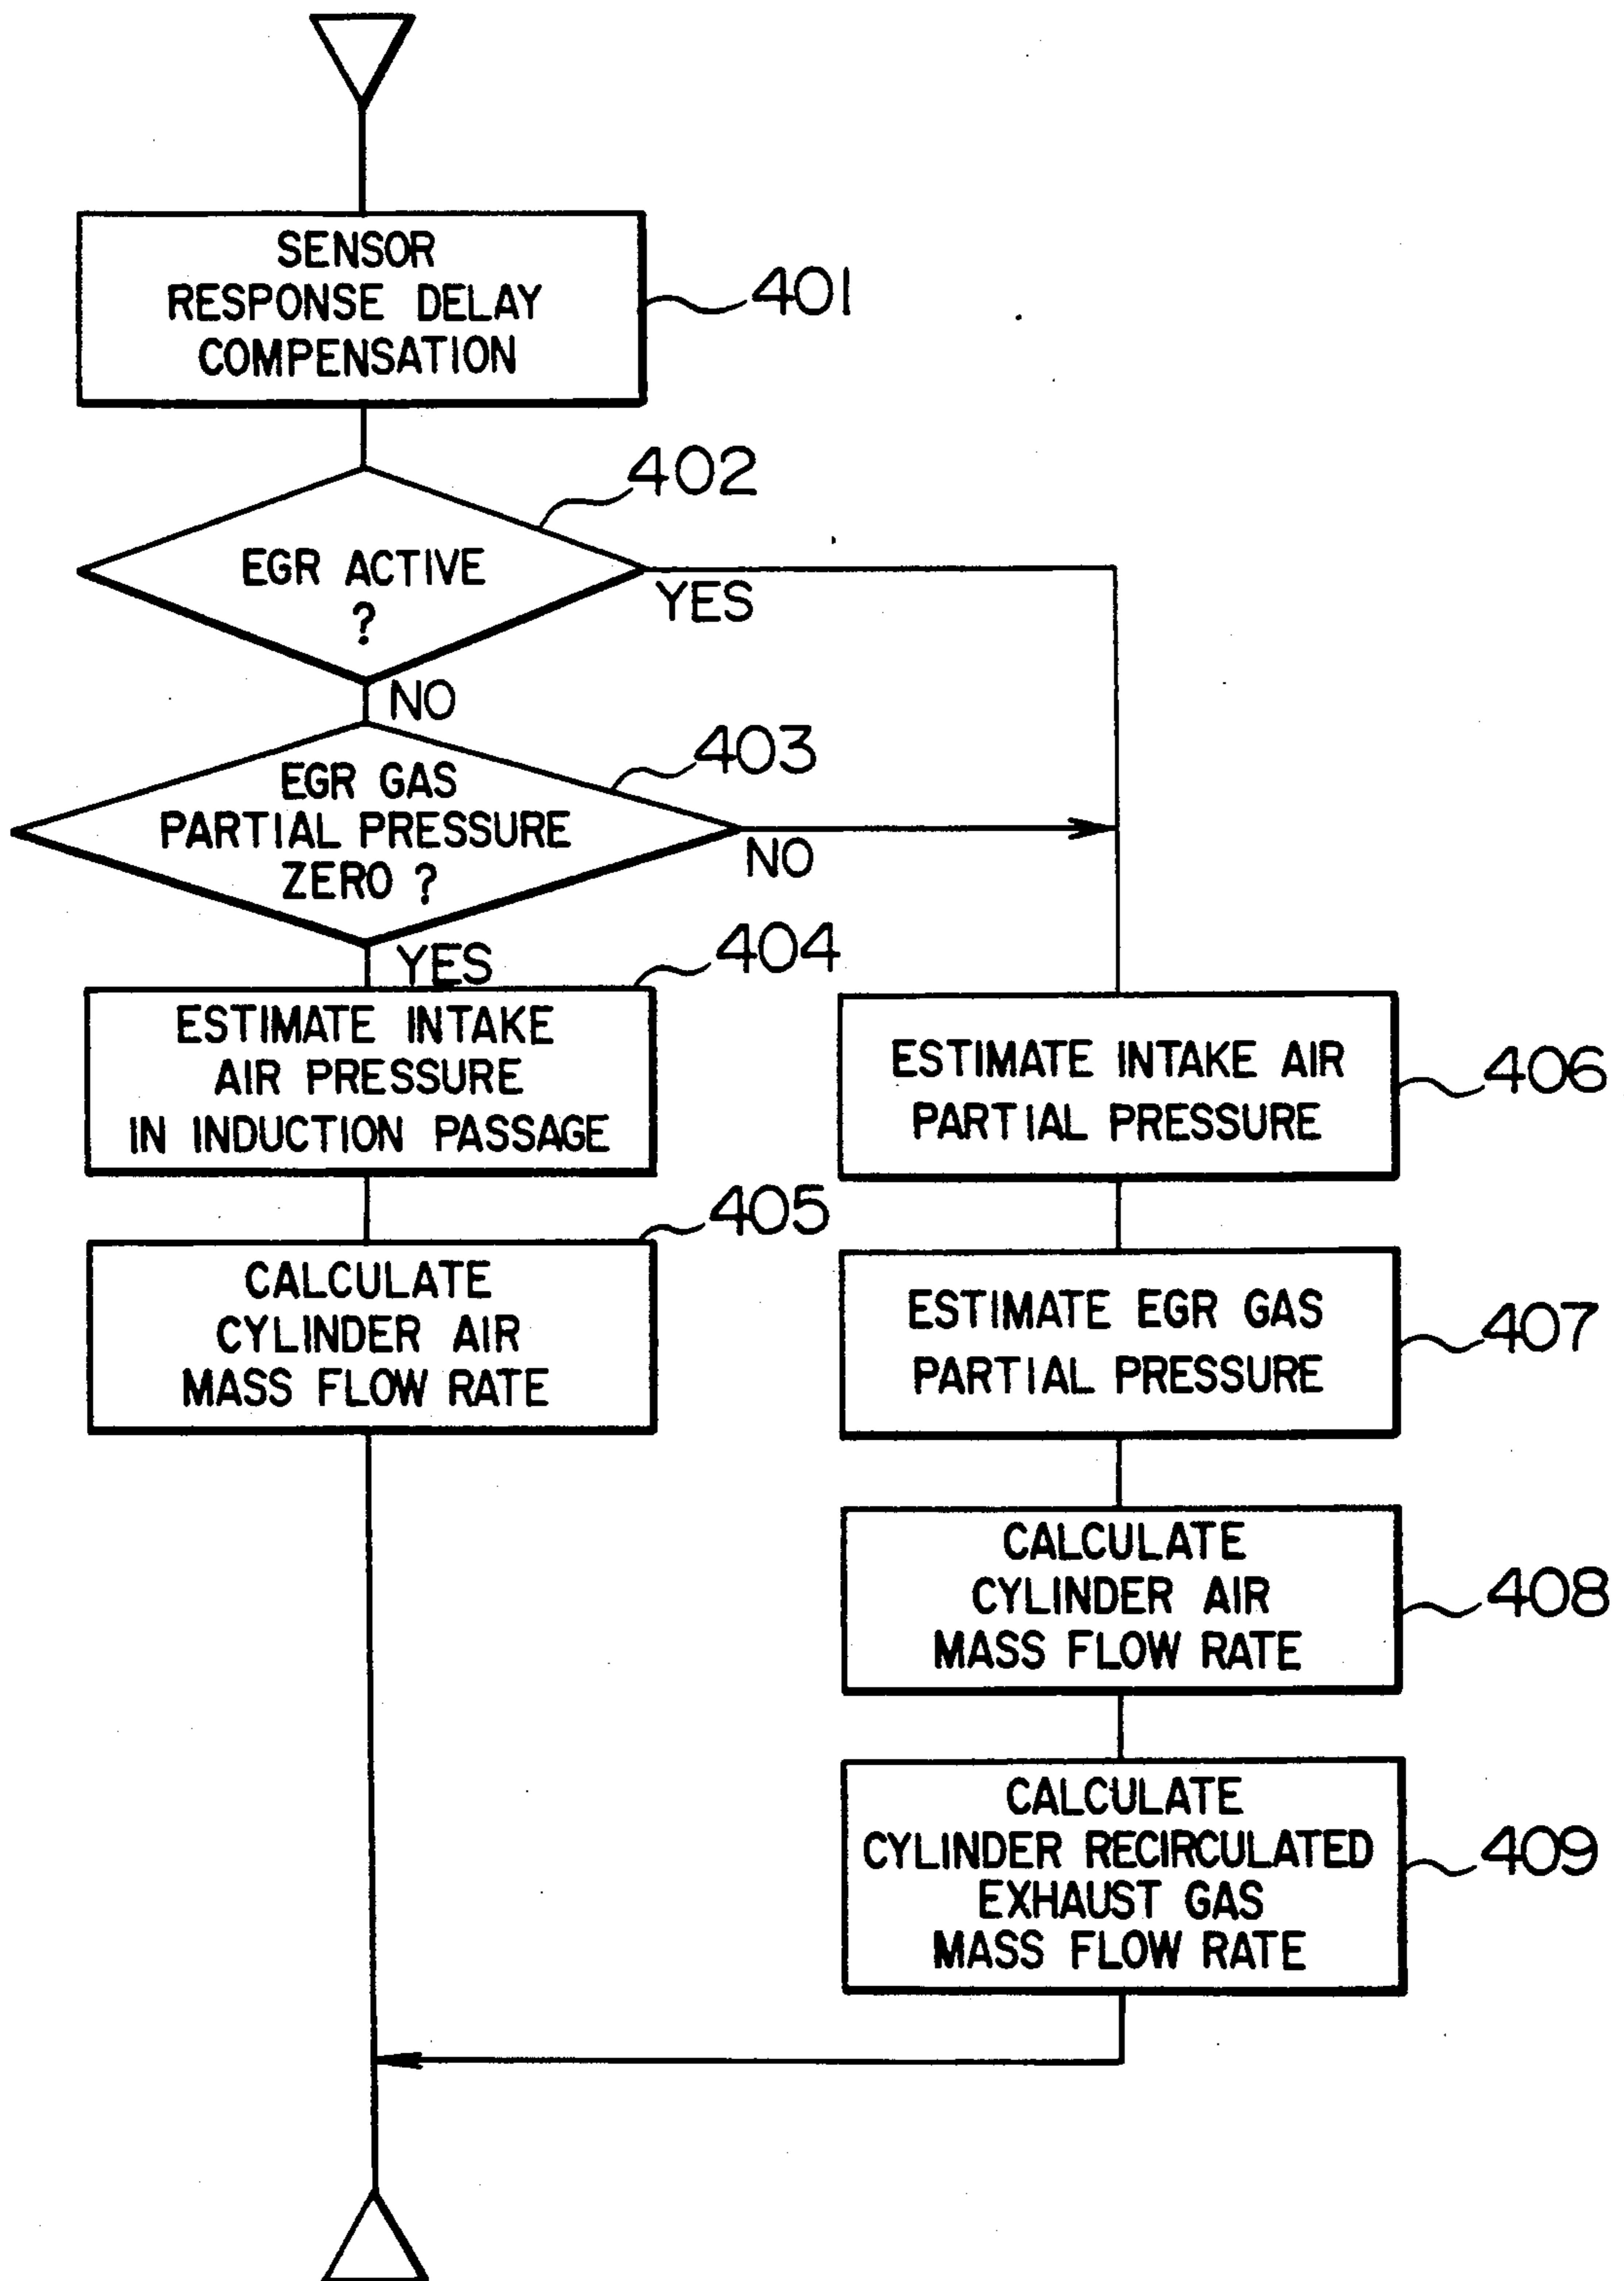 SENSOR
RESPONSE DELAY
COMPENSATION
401
402
EGR ACTIVE
?
YES
NO
403
EGR GAS
PARTIAL PRESSURE
ZERO ?
NO
YES
404
ESTIMATE INTAKE
AIR PRESSURE
IN INDUCTION PASSAGE
405
CALCULATE
CYLINDER AIR
MASS FLOW RATE
ESTIMATE INTAKE AIR
PARTIAL PRESSURE
406
ESTIMATE EGR GAS
PARTIAL PRESSURE
407
CALCULATE
CYLINDER AIR
MASS FLOW RATE
408
CALCULATE
CYLINDER RECIRCULATED
EXHAUST GAS
MASS FLOW RATE
409